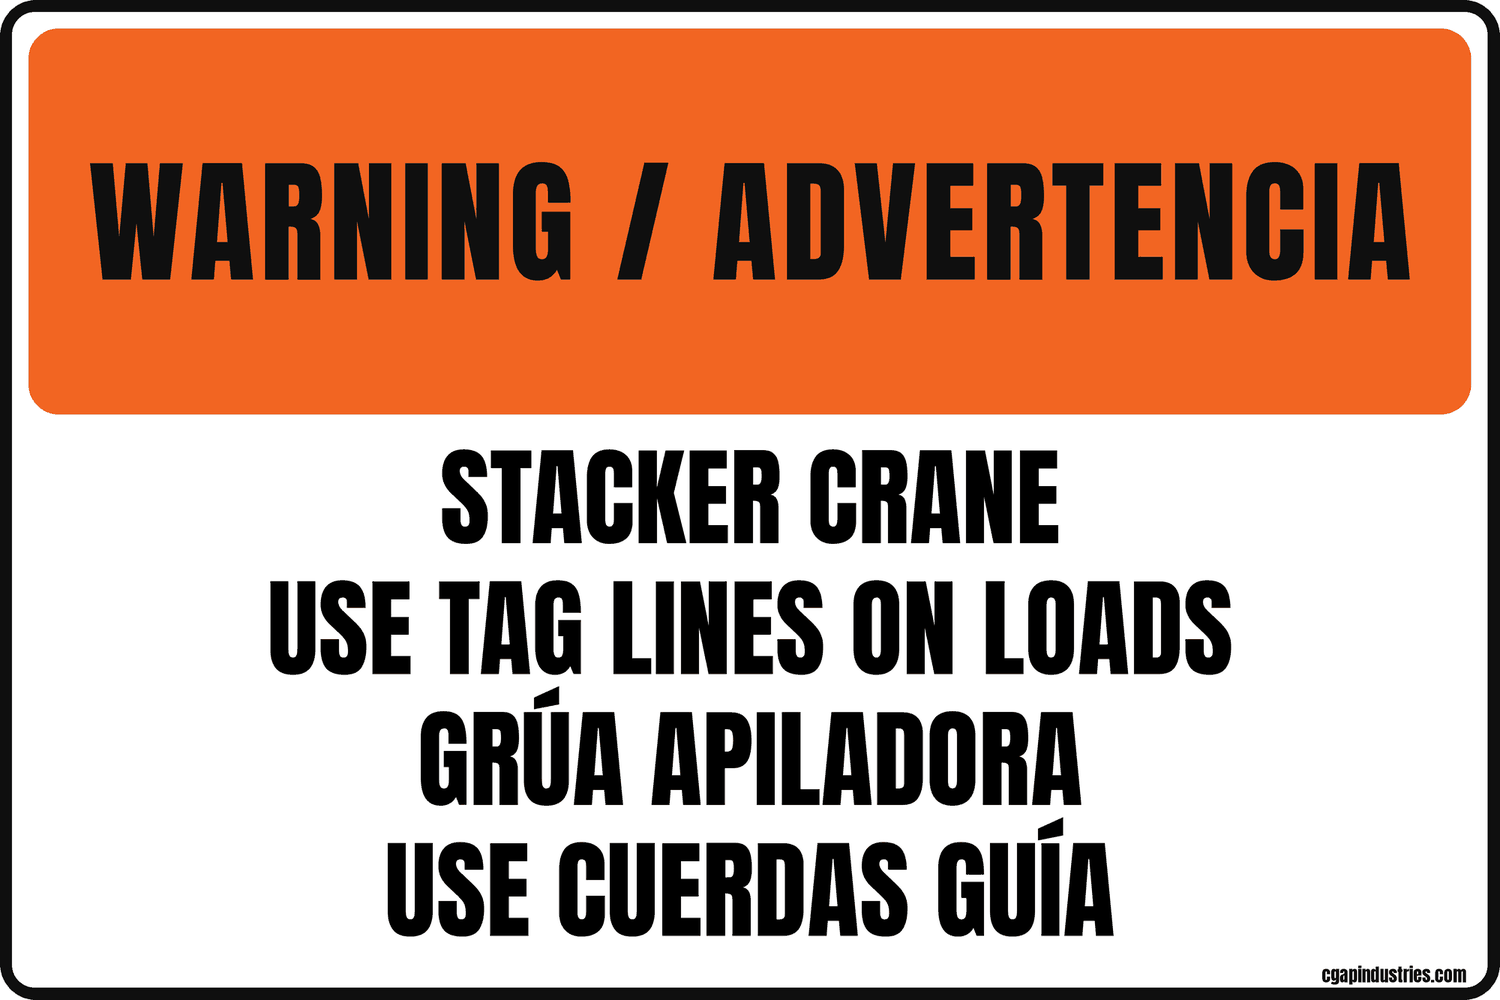 WARNING / ADVERTENCIA
STACKER CRANE
USE TAG LINES ON LOADS
GRÚA APILADORA
USE CUERDAS GUÍA
cgapindustries.com